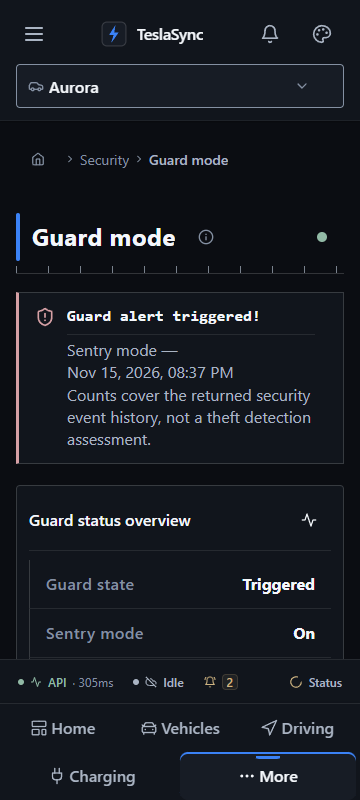 TeslaSync
Aurora
Security
Guard mode
Guard mode
Guard alert triggered!
Sentry mode —
Nov 15, 2026, 08:37 PM
Counts cover the returned security
event history, not a theft detection
assessment.
Guard status overview
Guard state Triggered
Sentry mode On
API · 305ms Idle 2 Status
Home Vehicles Driving
Charging More